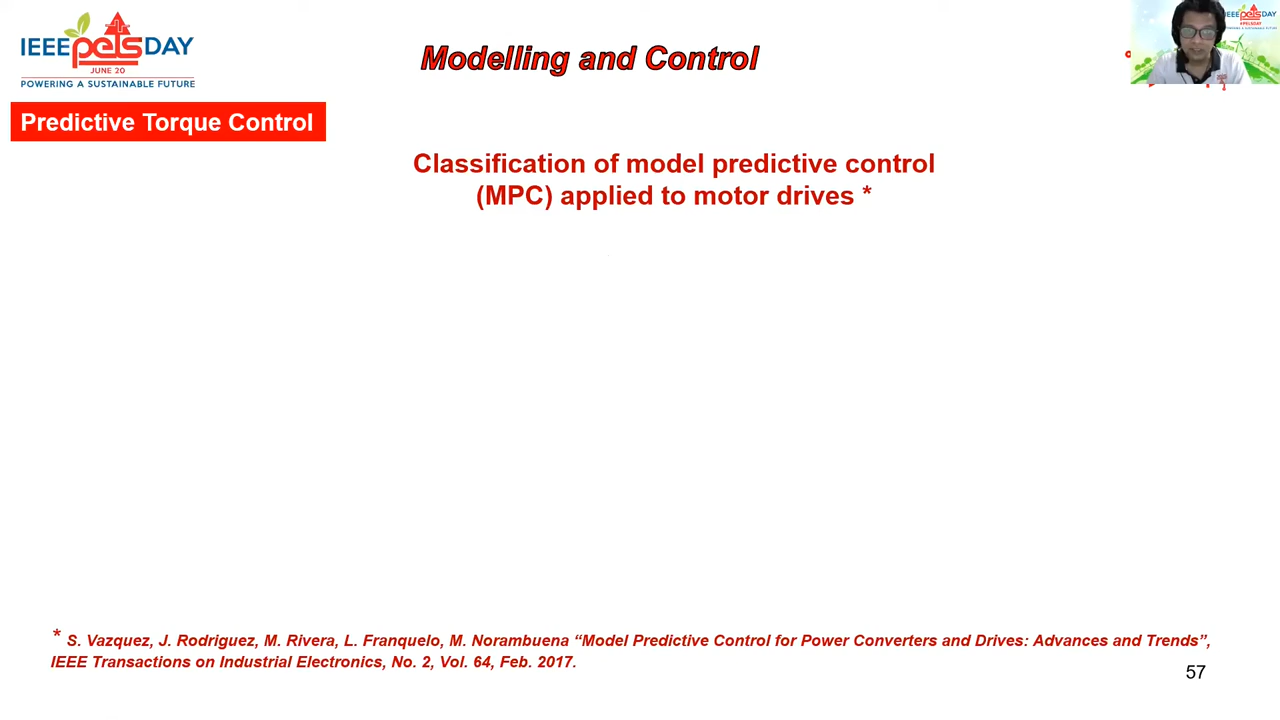 IEEE pels DAY
JUNE 20
POWERING A SUSTAINABLE FUTURE
Modelling and Control
Predictive Torque Control
Classification of model predictive control
(MPC) applied to motor drives *
* S. Vazquez, J. Rodriguez, M. Rivera, L. Franquelo, M. Norambuena “Model Predictive Control for Power Converters and Drives: Advances and Trends”,
IEEE Transactions on Industrial Electronics, No. 2, Vol. 64, Feb. 2017.
57